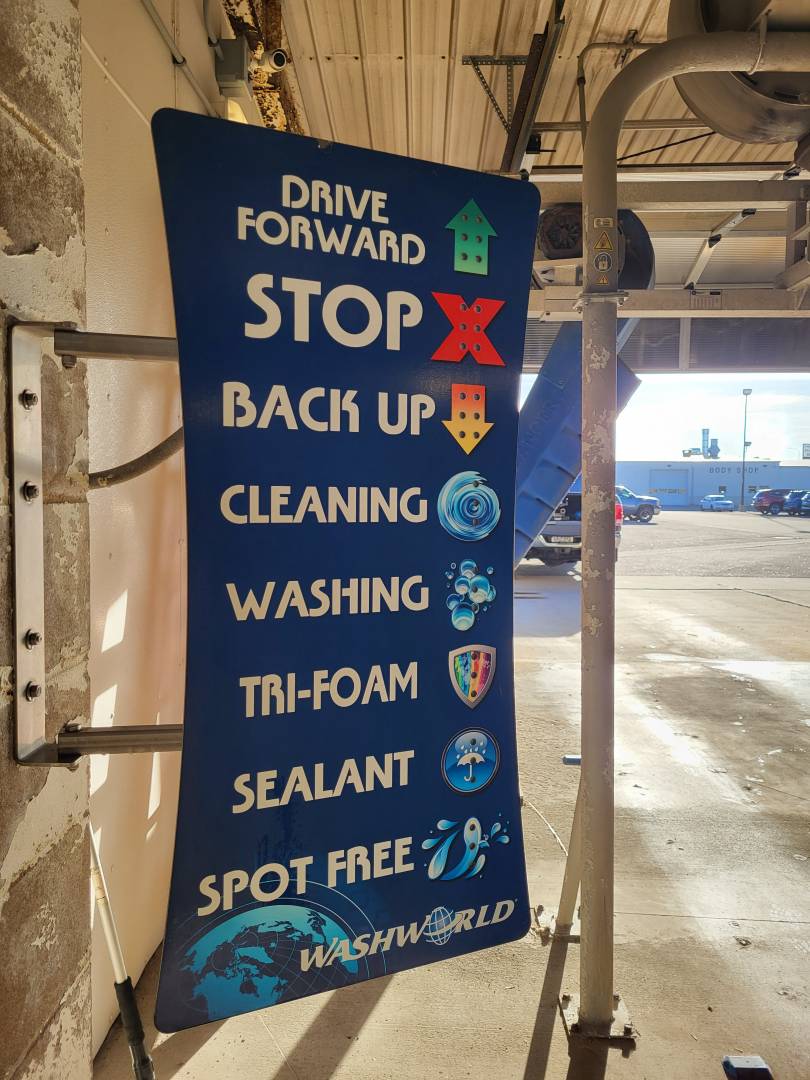 DRIVE
FORWARD
STOP
BACK UP
CLEANING
WASHING
TRI-FOAM
SEALANT
SPOT FREE
WASHWORLD
BODY SHOP